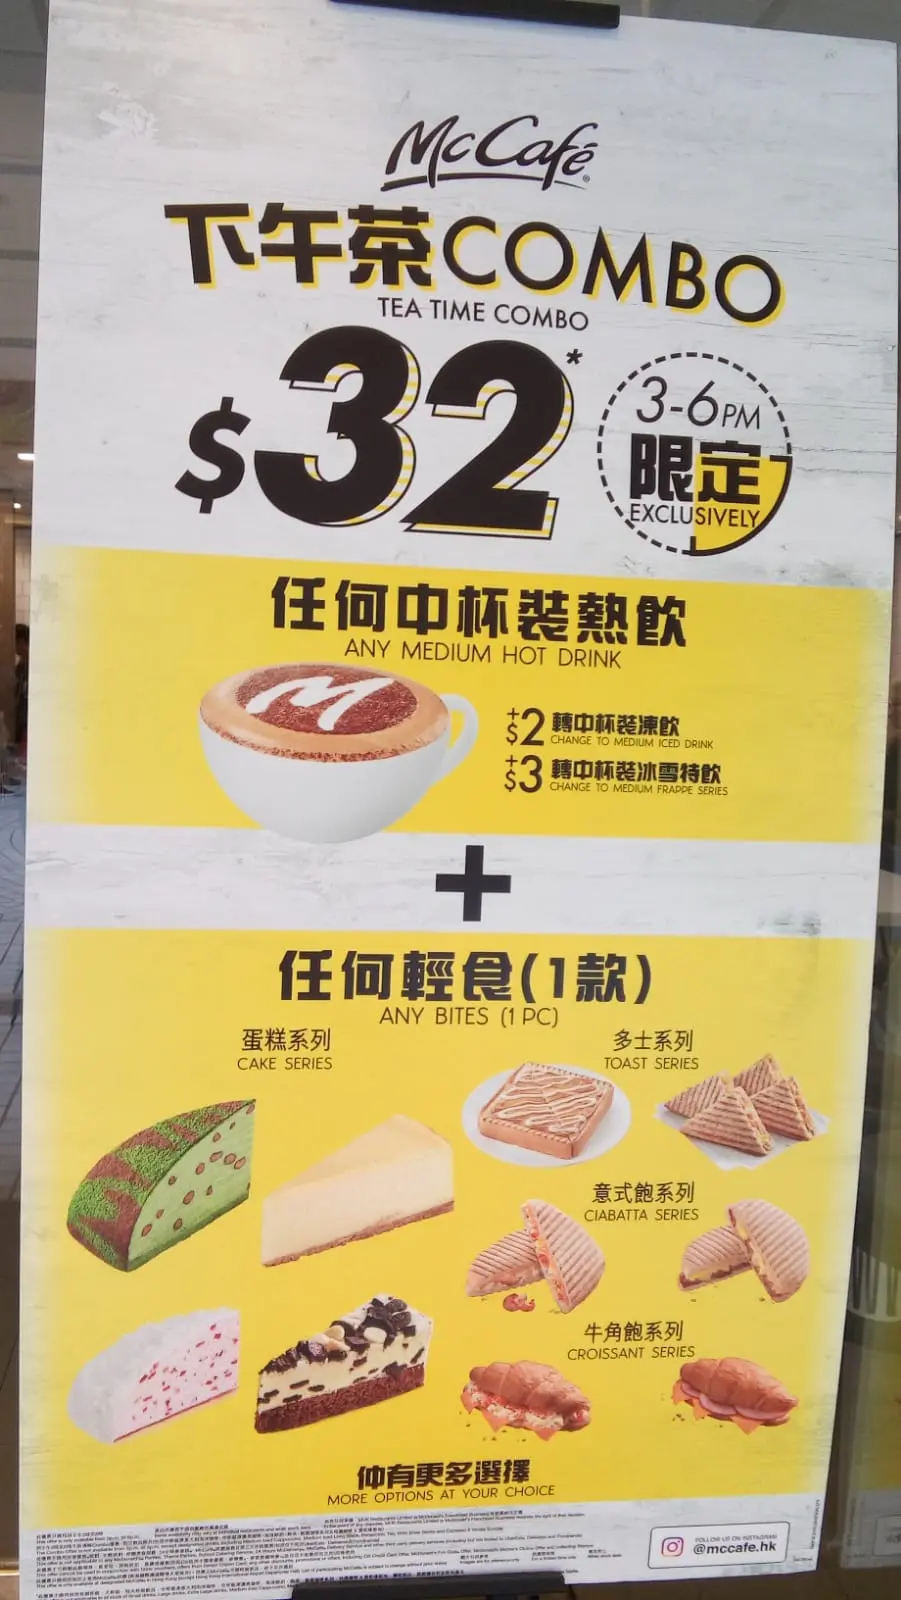 McCafé®
下午茶COMBO
TEA TIME COMBO
$32*
3-6PM
限定
EXCLUSIVELY
任何中杯裝熱飲
ANY MEDIUM HOT DRINK
+$2 轉中杯裝凍飲
CHANGE TO MEDIUM ICED DRINK
+$3 轉中杯裝冰雪特飲
CHANGE TO MEDIUM FRAPPE SERIES
+
任何輕食(1款)
ANY BITES (1 PC)
蛋糕系列
CAKE SERIES
多士系列
TOAST SERIES
意式飽系列
CIABATTA SERIES
牛角飽系列
CROISSANT SERIES
仲有更多選擇
MORE OPTIONS AT YOUR CHOICE
FOLLOW US ON INSTAGRAM
@mccafe.hk